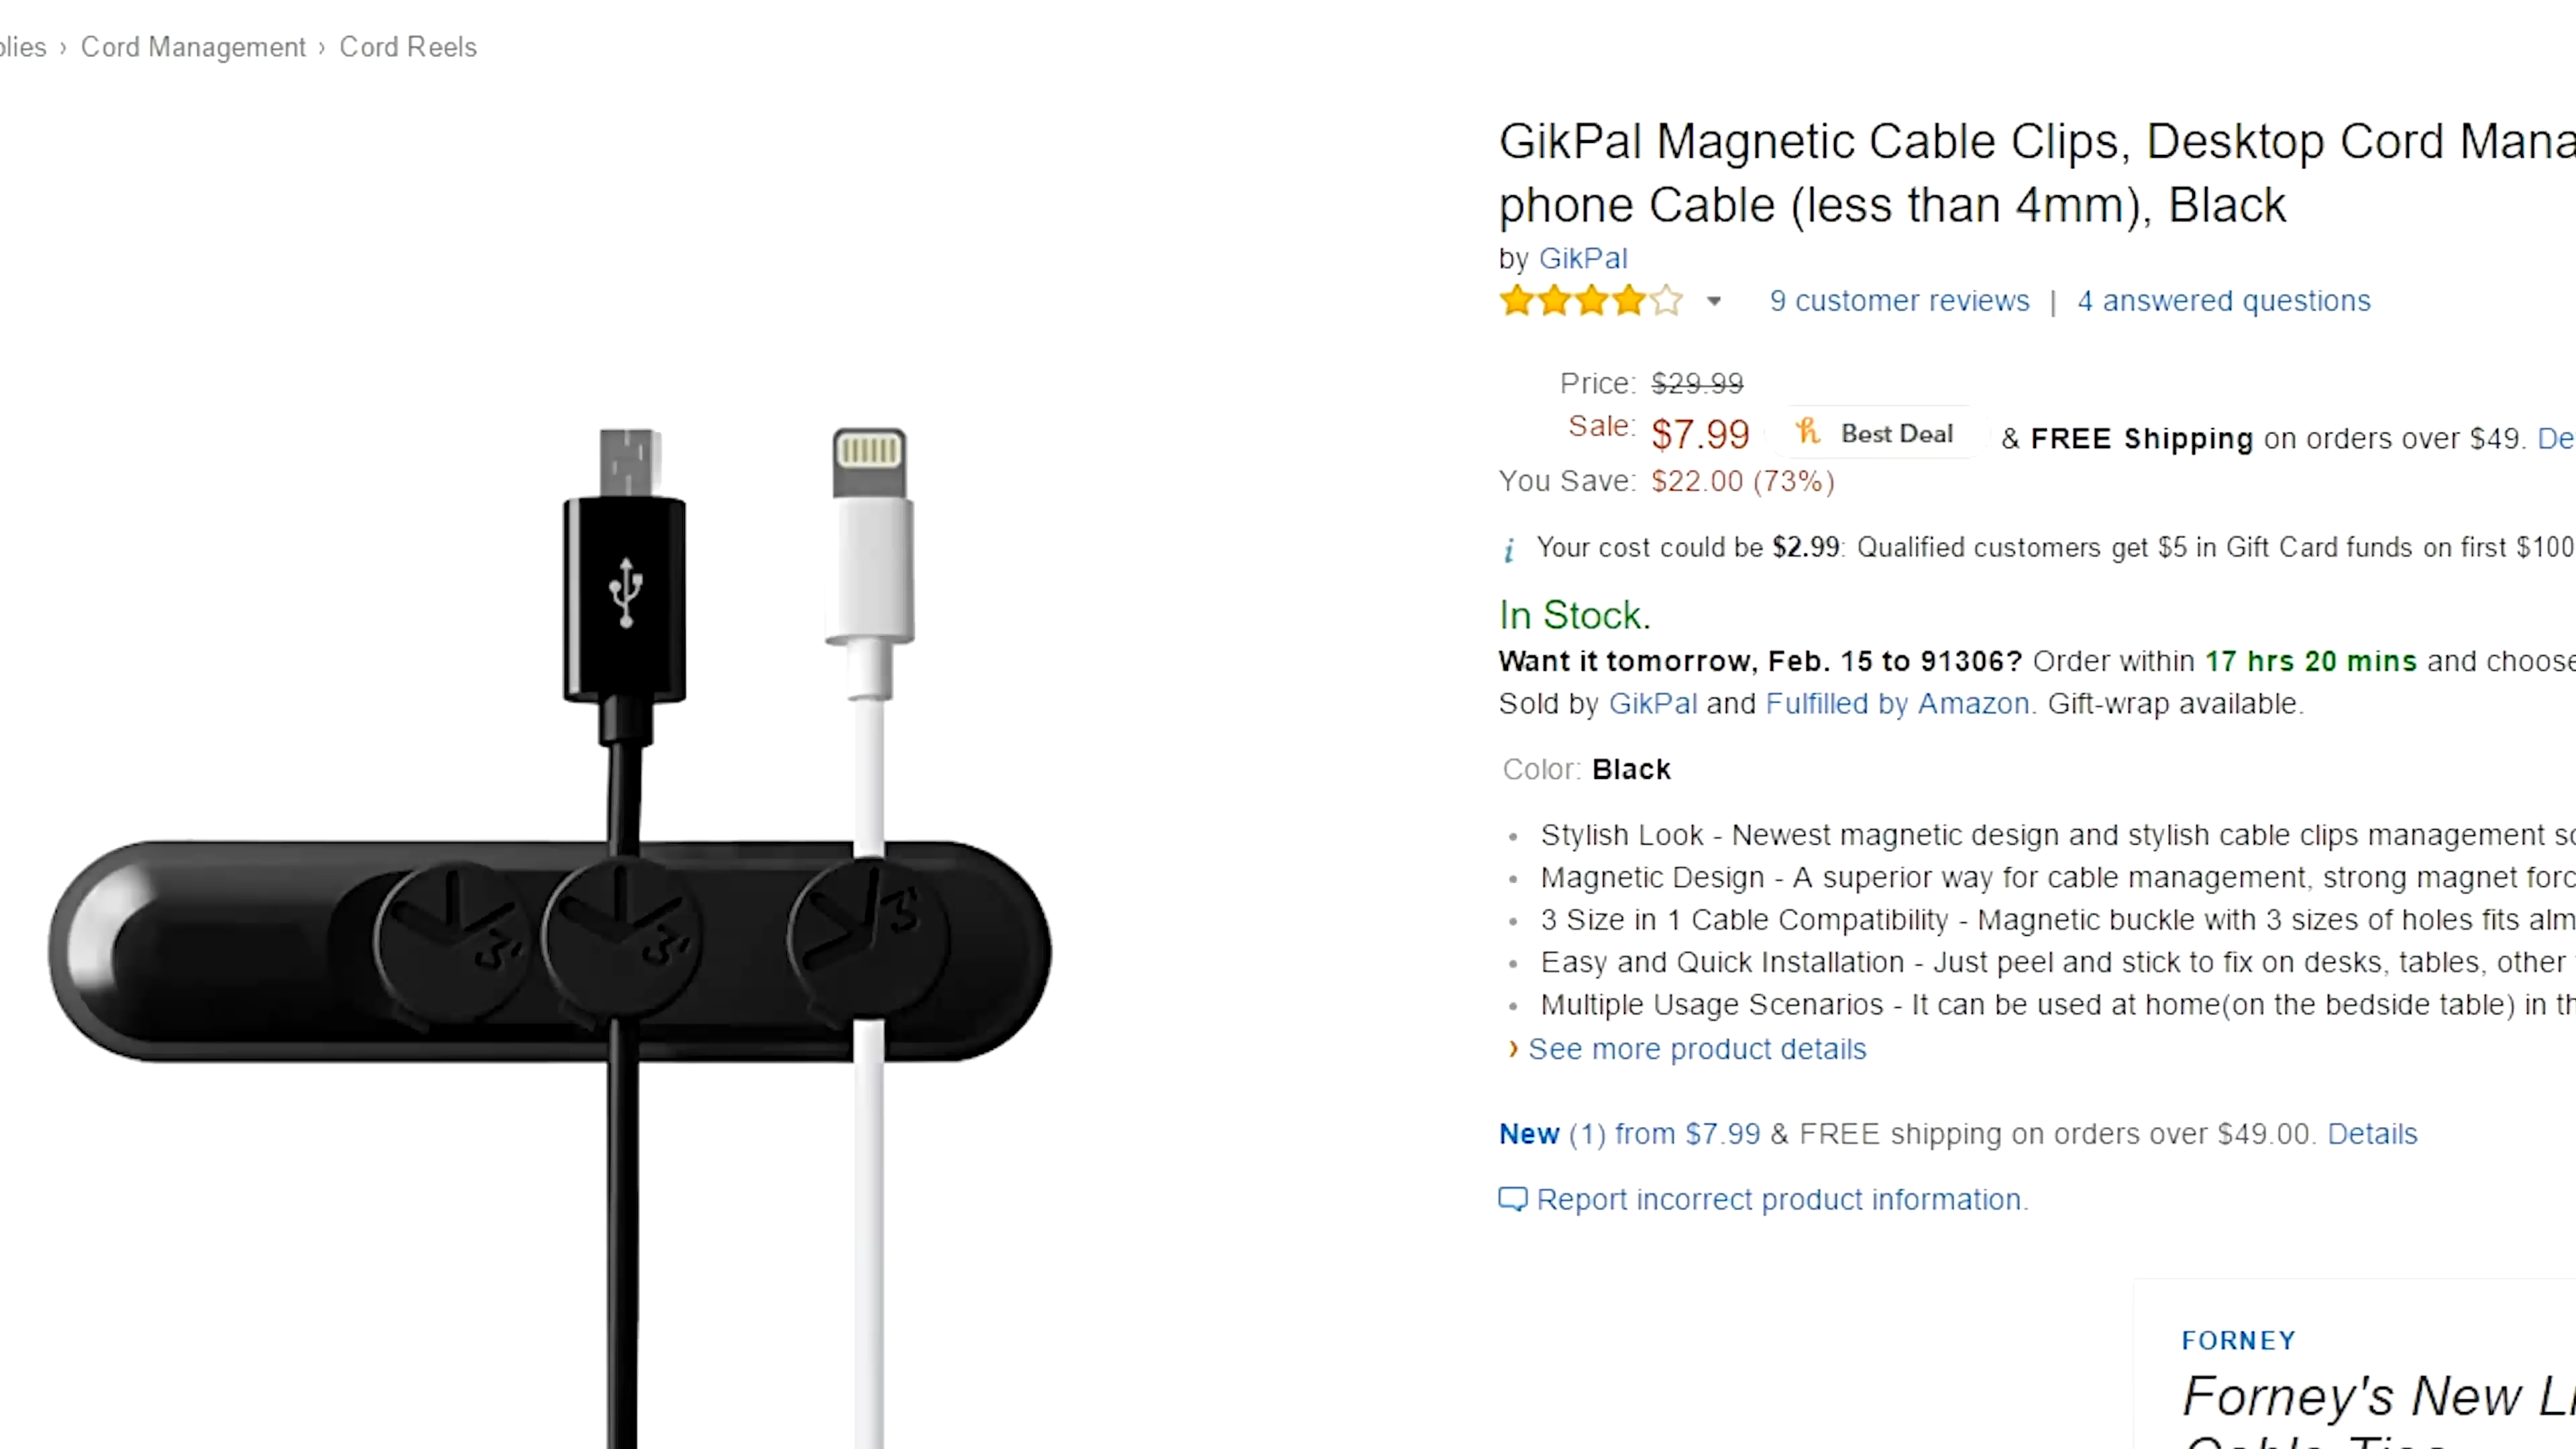 › Cord Management › Cord Reels
GikPal Magnetic Cable Clips, Desktop Cord
phone Cable (less than 4mm), Black
by GikPal
9 customer reviews | 4 answered questions
Price: $29.99
Sale: $7.99 Best Deal & FREE Shipping on orders over $49.
You Save: $22.00 (73%)
Your cost could be $2.99: Qualified customers get $5 in Gift Card funds on first $100
In Stock.
Want it tomorrow, Feb. 15 to 91306? Order within 17 hrs 20 mins and choose
Sold by GikPal and Fulfilled by Amazon. Gift-wrap available.
Color: Black
• Stylish Look - Newest magnetic design and stylish cable clips management
• Magnetic Design - A superior way for cable management, strong magnet
• 3 Size in 1 Cable Compatibility - Magnetic buckle with 3 sizes of holes fits
• Easy and Quick Installation - Just peel and stick to fix on desks, tables, other
• Multiple Usage Scenarios - It can be used at home(on the bedside table) in
› See more product details
New (1) from $7.99 & FREE shipping on orders over $49.00. Details
Report incorrect product information.
FORNEY
Forney's New